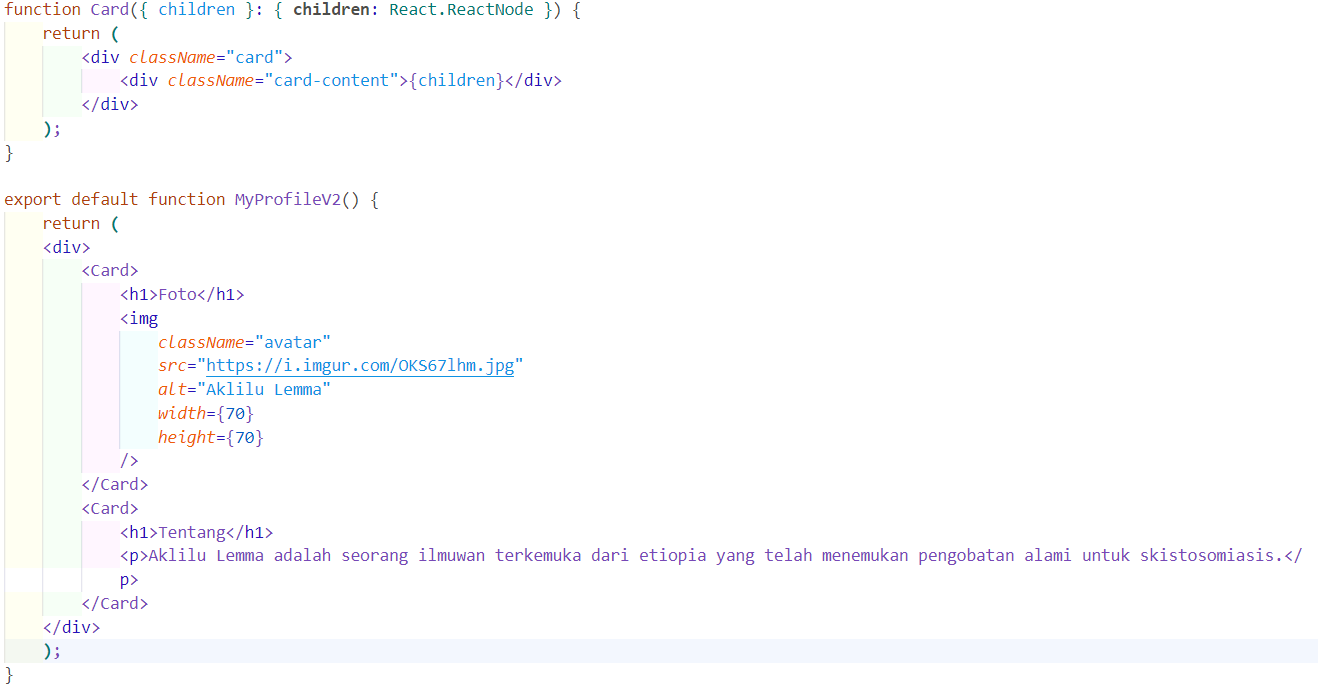 function Card({ children }: { children: React.ReactNode }) {
    return (
        <div className="card">
            <div className="card-content">{children}</div>
        </div>
    );
}

export default function MyProfileV2() {
    return (
    <div>
        <Card>
            <h1>Foto</h1>
            <img
                className="avatar"
                src="https://i.imgur.com/OKS67lhm.jpg"
                alt="Aklilu Lemma"
                width={70}
                height={70}
            />
        </Card>
        <Card>
            <h1>Tentang</h1>
            <p>Aklilu Lemma adalah seorang ilmuwan terkemuka dari etiopia yang telah menemukan pengobatan alami untuk skistosomiasis.</
            p>
        </Card>
    </div>
    );
}